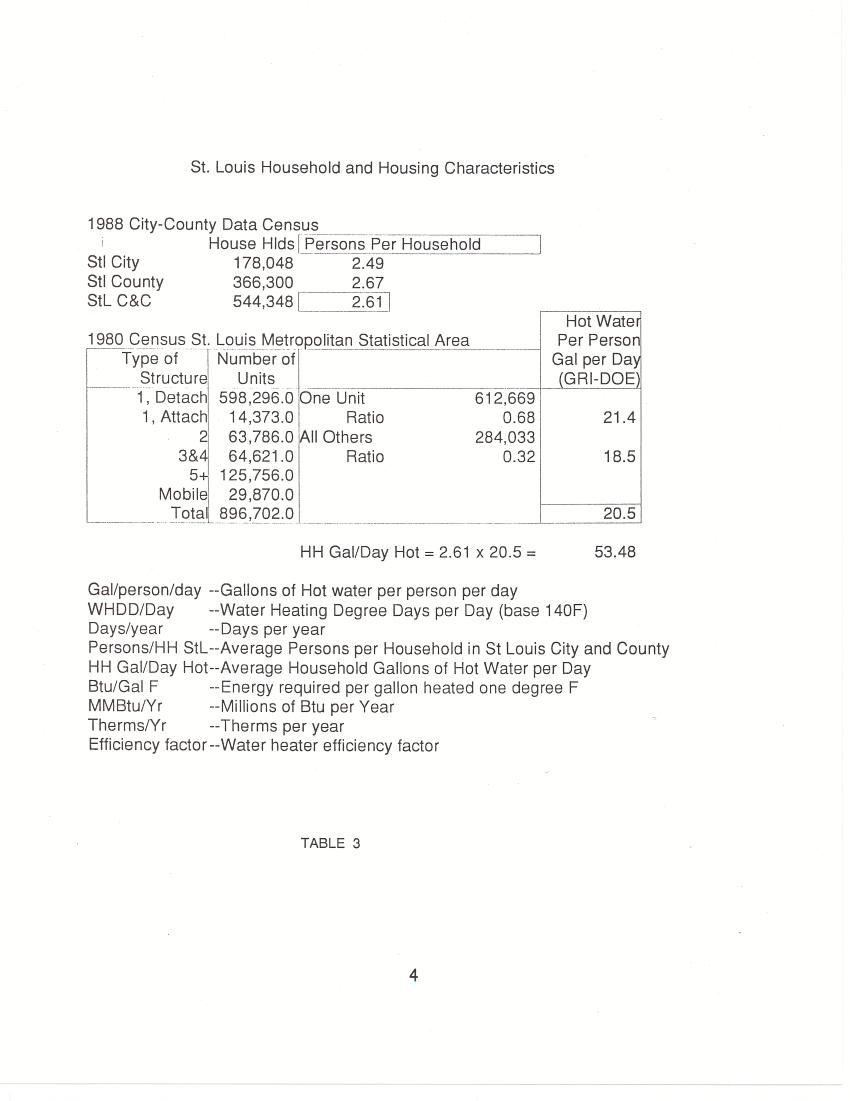 St. Louis Household and Housing Characteristics
1988 City-County Data Census
House Hlds Persons Per Household
Stl City 178,048 2.49
Stl County 366,300 2.67
StL C&C 544,348 2.61
Hot Water
1980 Census St. Louis Metropolitan Statistical Area Per Person
Type of Number of Gal per Day
Structure Units (GRI-DOE)
1, Detach 598,296.0 One Unit 612,669
1, Attach 14,373.0 Ratio 0.68 21.4
2 63,786.0 All Others 284,033
3&4 64,621.0 Ratio 0.32 18.5
5+ 125,756.0
Mobile 29,870.0
Total 896,702.0 20.5
HH Gal/Day Hot = 2.61 x 20.5 = 53.48
Gal/person/day --Gallons of Hot water per person per day
WHDD/Day --Water Heating Degree Days per Day (base 140F)
Days/year --Days per year
Persons/HH StL--Average Persons per Household in St Louis City and County
HH Gal/Day Hot--Average Household Gallons of Hot Water per Day
Btu/Gal F --Energy required per gallon heated one degree F
MMBtu/Yr --Millions of Btu per Year
Therms/Yr --Therms per year
Efficiency factor--Water heater efficiency factor
TABLE 3
4